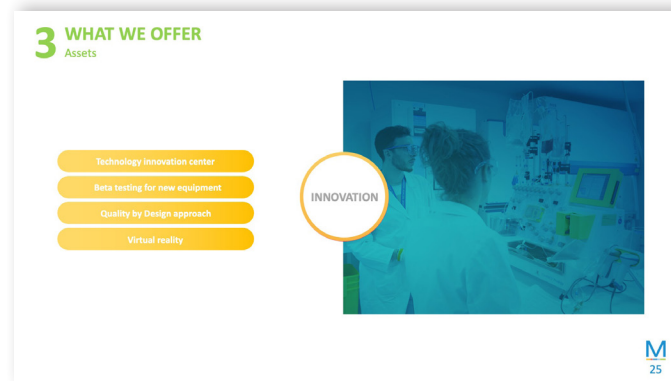 3 WHAT WE OFFER
Assets
Technology innovation center
Beta testing for new equipment
Quality by Design approach
Virtual reality
INNOVATION
M
25